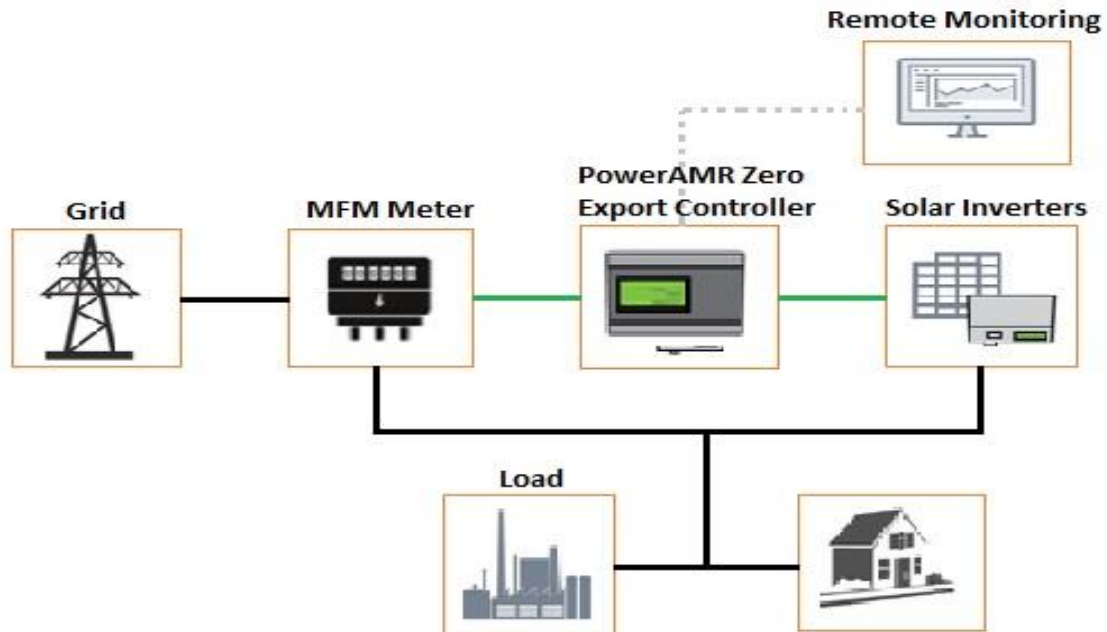 Remote Monitoring
PowerAMR Zero
Export Controller
Grid
MFM Meter
Solar Inverters
Load